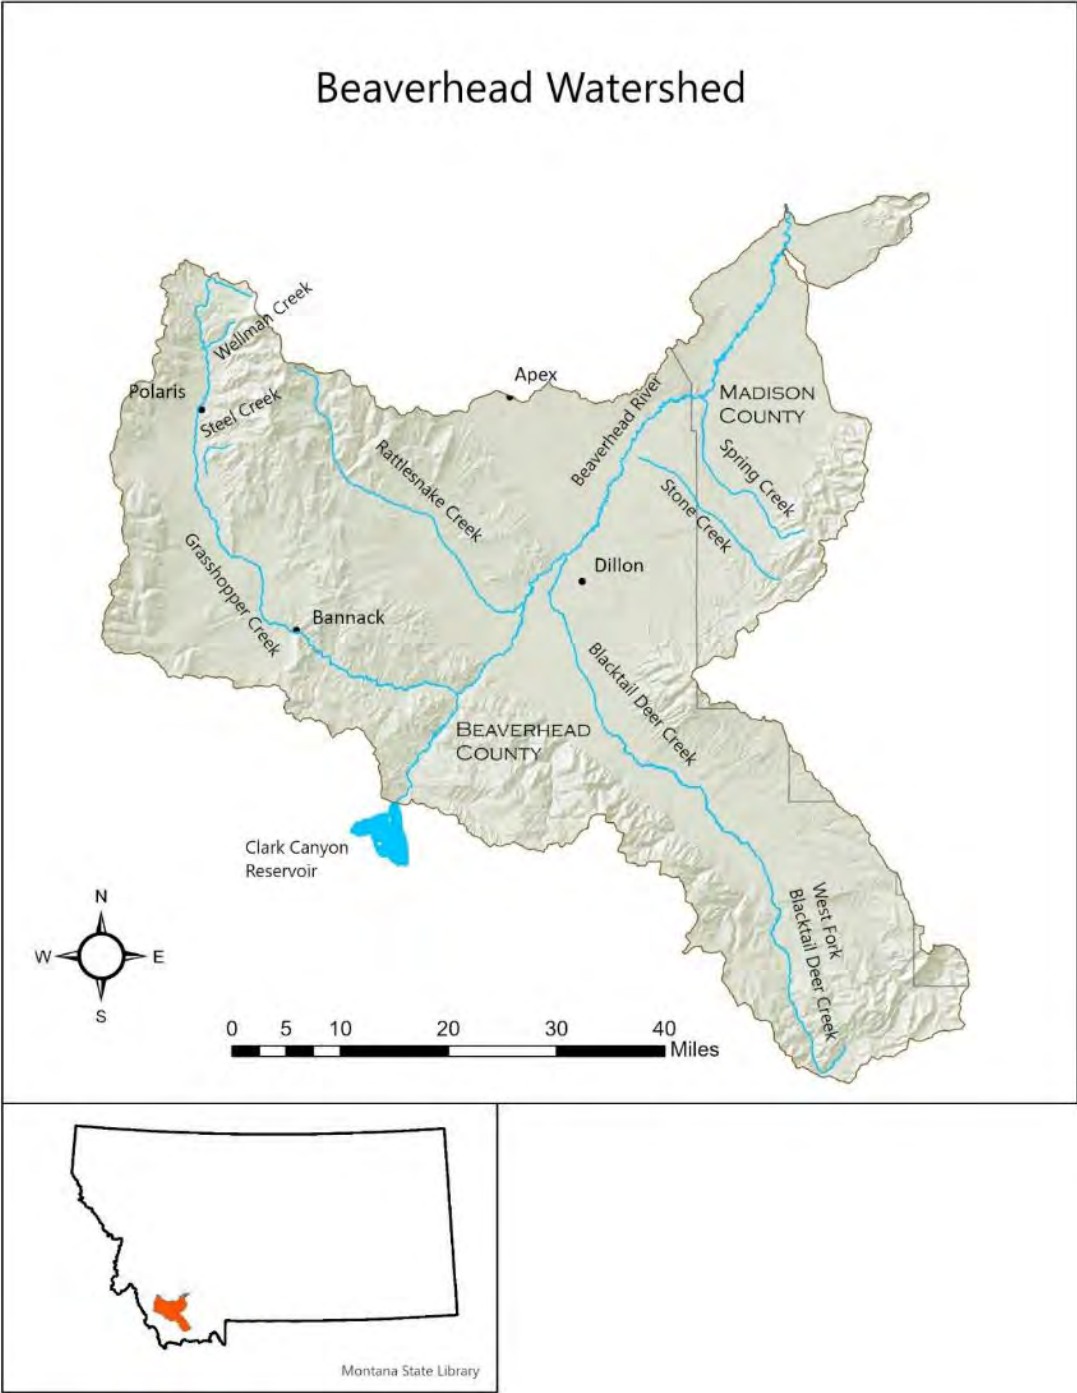 Beaverhead Watershed
Wellman Creek
Polaris
Steel Creek
Apex
Rattlesnake Creek
Beaverhead River
MADISON
COUNTY
Spring Creek
Stone Creek
Grasshopper Creek
Dillon
Bannack
Blacktail Deer Creek
BEAVERHEAD
COUNTY
Clark Canyon
Reservoir
West Fork
Blacktail Deer Creek
N
W E
S
0 5 10 20 30 40
Miles
Montana State Library